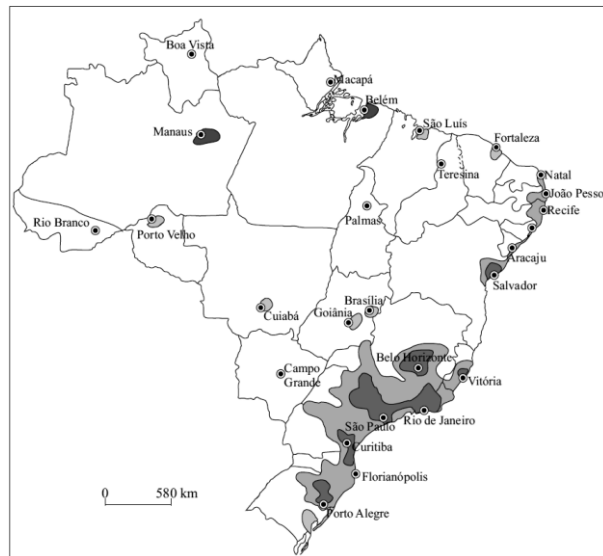 Boa Vista
Macapá
Belém
Manaus
São Luís
Fortaleza
Teresina
Natal
João Pesso
Recife
Palmas
Rio Branco
Porto Velho
Aracaju
Salvador
Brasília
Cuiabá
Goiânia
Belo Horizonte
Campo
Grande
Vitória
Rio de Janeiro
São Paulo
Curitiba
Florianópolis
0 580 km
Porto Alegre